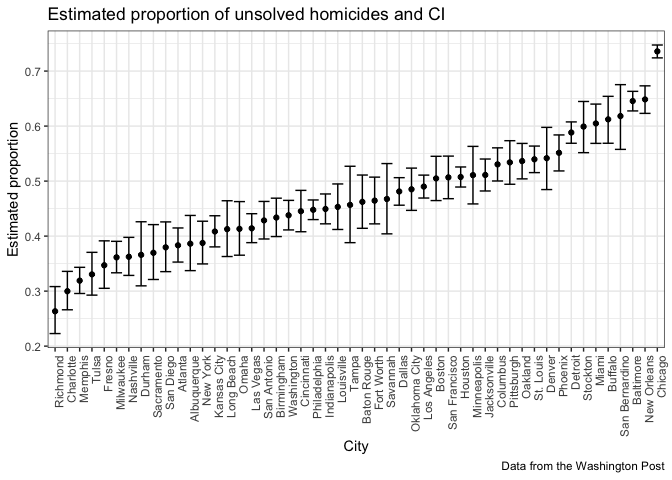 Estimated proportion of unsolved homicides and CI
Estimated proportion
0.7
0.6
0.5
0.4
0.3
0.2
Richmond
Charlotte
Memphis
Tulsa
Fresno
Milwaukee
Nashville
Durham
Sacramento
San Diego
Atlanta
Albuquerque
New York
Kansas City
Long Beach
Omaha
Las Vegas
San Antonio
Birmingham
Washington
Cincinnati
Philadelphia
Indianapolis
Louisville
Tampa
Baton Rouge
Fort Worth
Savannah
Dallas
Oklahoma City
Los Angeles
Boston
San Francisco
Houston
Minneapolis
Jacksonville
Columbus
Pittsburgh
Oakland
St. Louis
Denver
Phoenix
Detroit
Stockton
Miami
Buffalo
San Bernardino
Baltimore
New Orleans
Chicago
City
Data from the Washington Post